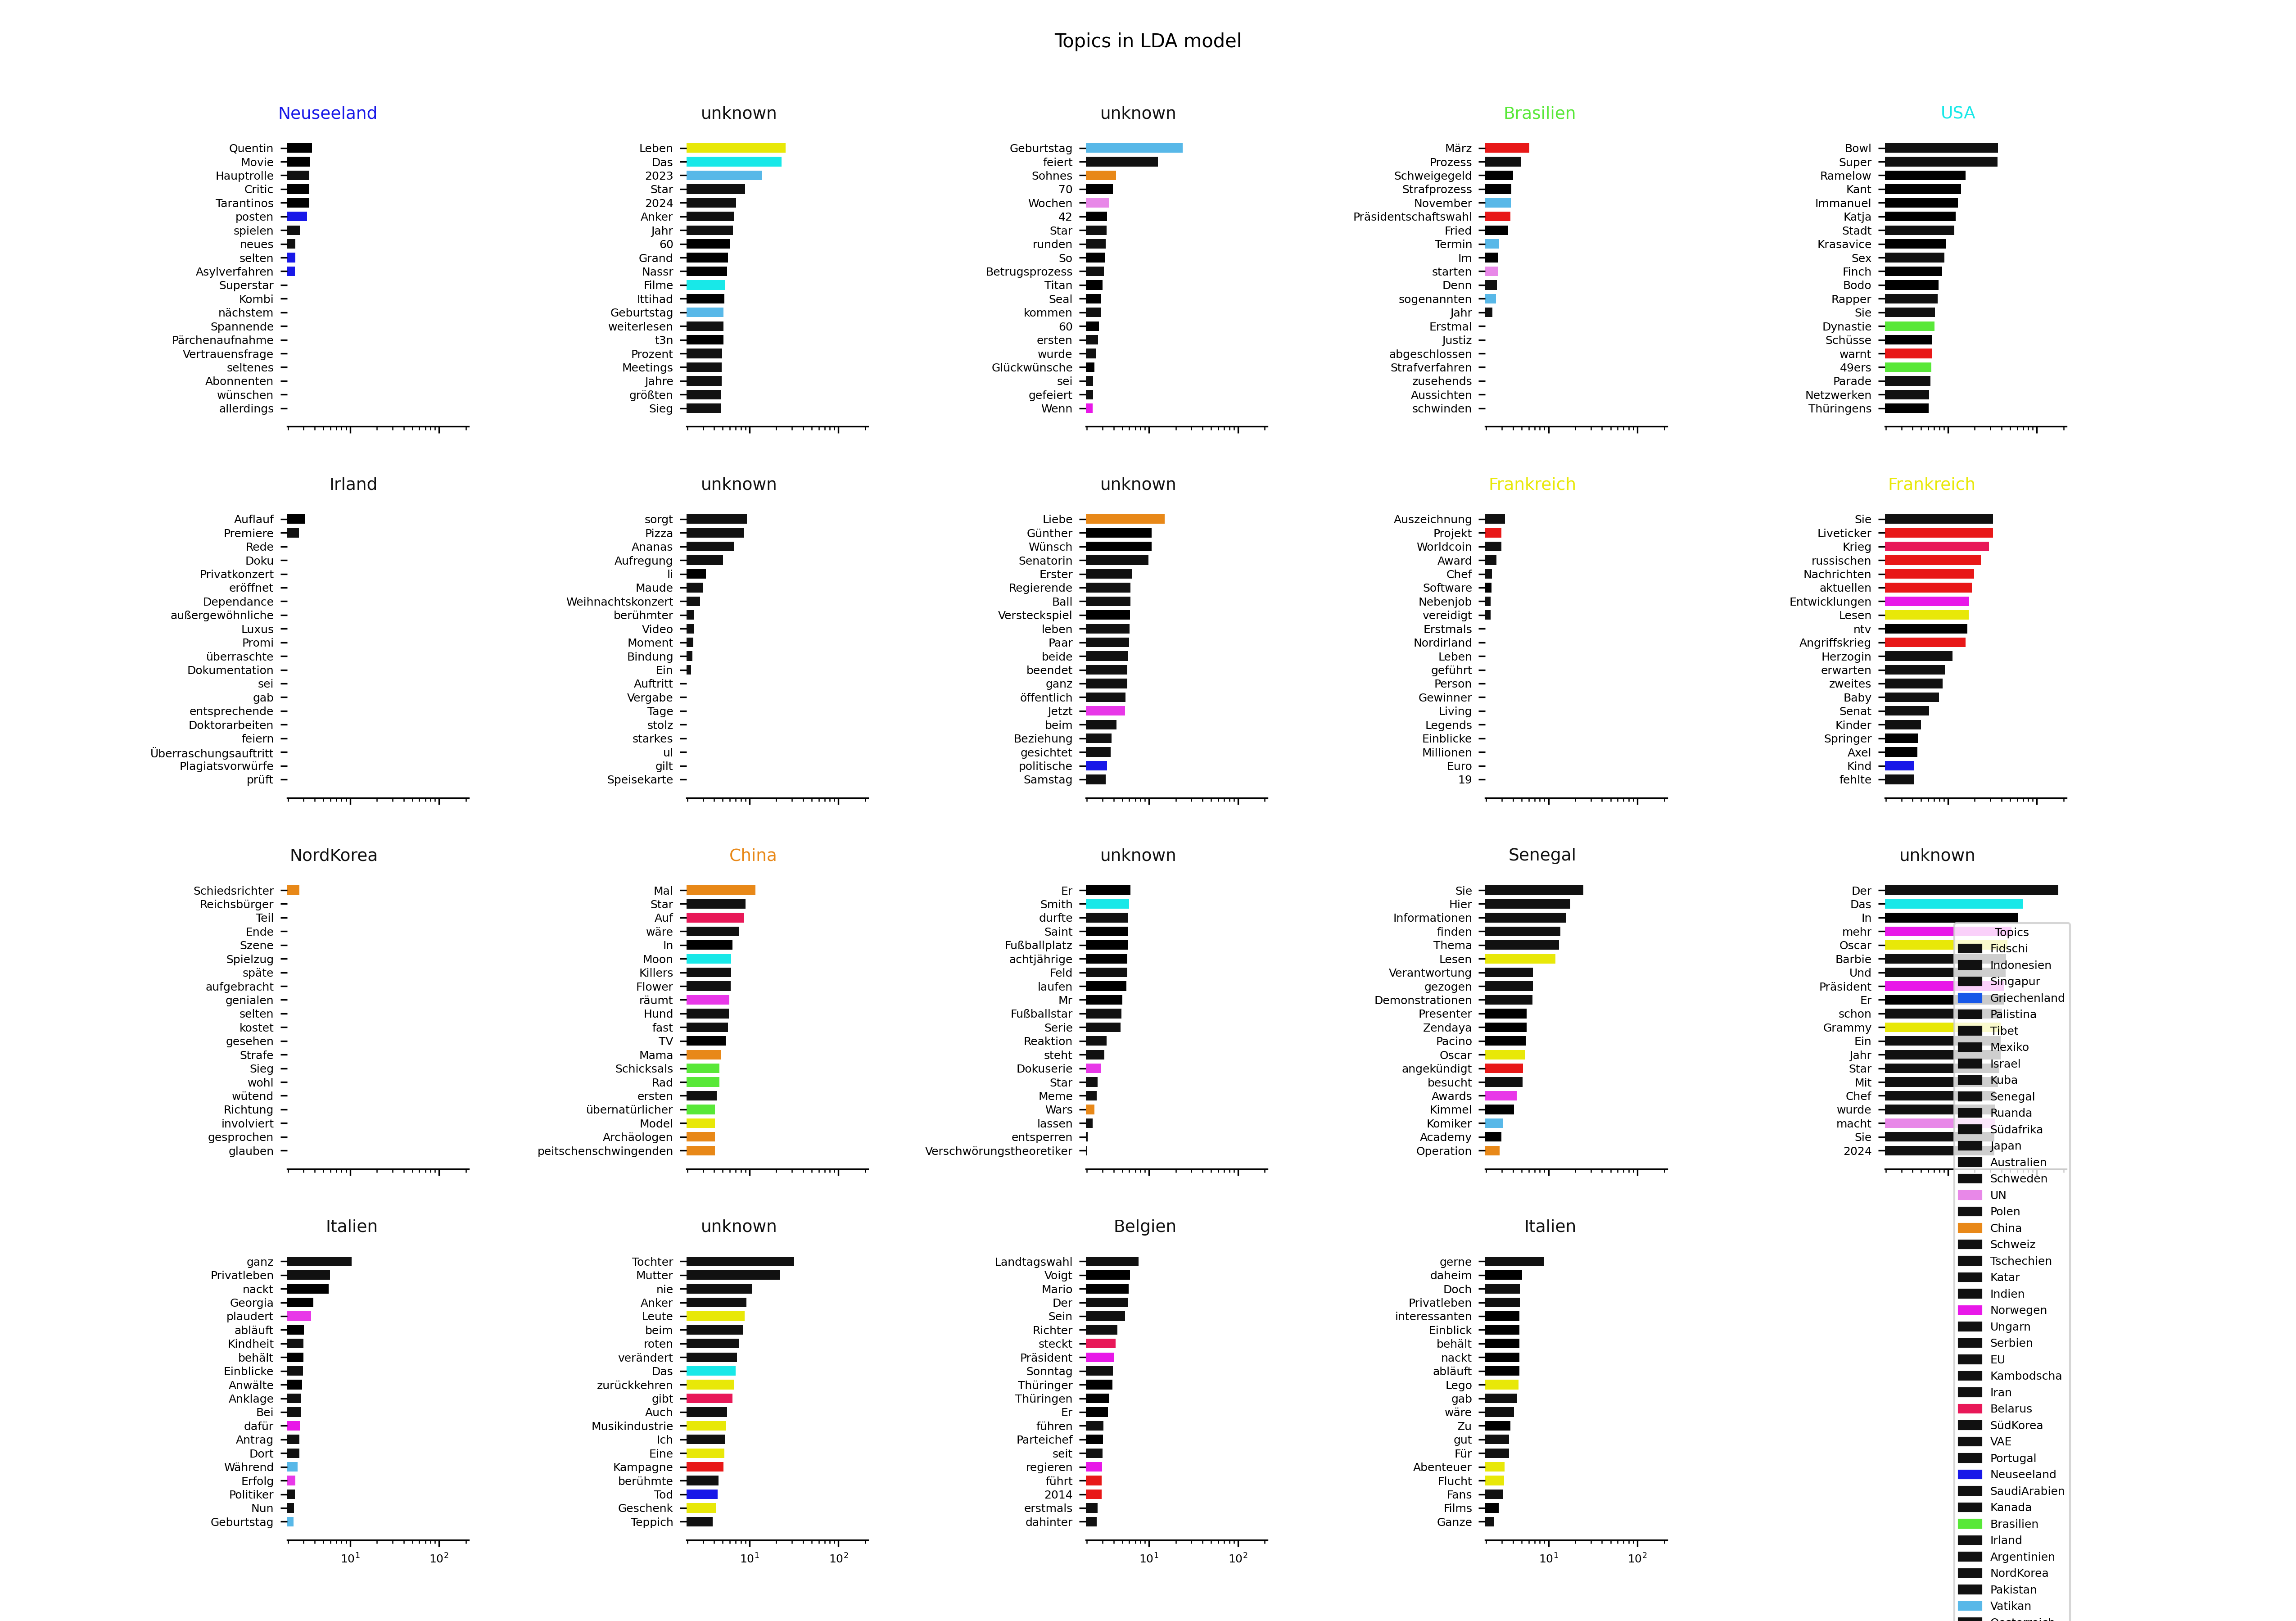 Topics in LDA model
Neuseeland
Quentin
Movie
Hauptrolle
Critic
Tarantinos
posten
spielen
neues
selten
Asylverfahren
Superstar
Kombi
nächstem
Spannende
Pärchenaufnahme
Vertrauensfrage
seltenes
Abonnenten
wünschen
allerdings
unknown
Leben
Das
2023
Star
2024
Anker
Jahr
60
Grand
Nassr
Filme
Ittihad
Geburtstag
weiterlesen
t3n
Prozent
Meetings
Jahre
größten
Sieg
unknown
Geburtstag
feiert
Sohnes
70
Wochen
42
Star
runden
So
Betrugsprozess
Titan
Seal
kommen
60
ersten
wurde
Glückwünsche
sei
gefeiert
Wenn
Brasilien
März
Prozess
Schweigegeld
Strafprozess
November
Präsidentschaftswahl
Fried
Termin
Im
starten
Denn
sogenannten
Jahr
Erstmal
Justiz
abgeschlossen
Strafverfahren
zusehends
Aussichten
schwinden
USA
Bowl
Super
Ramelow
Kant
Immanuel
Katja
Stadt
Krasavice
Sex
Finch
Bodo
Rapper
Sie
Dynastie
Schüsse
warnt
49ers
Parade
Netzwerken
Thüringens
Irland
Auflauf
Premiere
Rede
Doku
Privatkonzert
eröffnet
Dependance
außergewöhnliche
Luxus
Promi
überraschte
Dokumentation
sei
gab
entsprechende
Doktorarbeiten
feiern
Überraschungsauftritt
Plagiatsvorwürfe
prüft
unknown
sorgt
Pizza
Ananas
Aufregung
li
Maude
Weihnachtskonzert
berühmter
Video
Moment
Bindung
Ein
Auftritt
Vergabe
Tage
stolz
starkes
ul
gilt
Speisekarte
unknown
Liebe
Günther
Wünsch
Senatorin
Erster
Regierende
Ball
Versteckspiel
leben
Paar
beide
beendet
ganz
öffentlich
Jetzt
beim
Beziehung
gesichtet
politische
Samstag
Frankreich
Auszeichnung
Projekt
Worldcoin
Award
Chef
Software
Nebenjob
vereidigt
Erstmals
Nordirland
Leben
geführt
Person
Gewinner
Living
Legends
Einblicke
Millionen
Euro
19
Frankreich
Sie
Liveticker
Krieg
russischen
Nachrichten
aktuellen
Entwicklungen
Lesen
ntv
Angriffskrieg
Herzogin
erwarten
zweites
Baby
Senat
Kinder
Springer
Axel
Kind
fehlte
NordKorea
Schiedsrichter
Reichsbürger
Teil
Ende
Szene
Spielzug
späte
aufgebracht
genialen
selten
kostet
gesehen
Strafe
Sieg
wohl
wütend
Richtung
involviert
gesprochen
glauben
China
Mal
Star
Auf
wäre
In
Moon
Killers
Flower
räumt
Hund
fast
TV
Mama
Schicksals
Rad
ersten
übernatürlicher
Model
Archäologen
peitschenschwingenden
unknown
Er
Smith
durfte
Saint
Fußballplatz
achtjährige
Feld
laufen
Mr
Fußballstar
Serie
Reaktion
steht
Dokuserie
Star
Meme
Wars
lassen
entsperren
Verschwörungstheoretiker
Senegal
Sie
Hier
Informationen
finden
Thema
Lesen
Verantwortung
gezogen
Demonstrationen
Presenter
Zendaya
Pacino
Oscar
angekündigt
besucht
Awards
Kimmel
Komiker
Academy
Operation
unknown
Der
Das
In
mehr
Oscar
Barbie
Und
Präsident
Er
schon
Grammy
Ein
Jahr
Star
Mit
Chef
wurde
macht
Sie
2024
Italien
ganz
Privatleben
nackt
Georgia
plaudert
abläuft
Kindheit
behält
Einblicke
Anwälte
Anklage
Bei
dafür
Antrag
Dort
Während
Erfolg
Politiker
Nun
Geburtstag
10^1 10^2
unknown
Tochter
Mutter
nie
Anker
Leute
beim
roten
verändert
Das
zurückkehren
gibt
Auch
Musikindustrie
Ich
Eine
Kampagne
berühmte
Tod
Geschenk
Teppich
10^1 10^2
Belgien
Landtagswahl
Voigt
Mario
Der
Sein
Richter
steckt
Präsident
Sonntag
Thüringer
Thüringen
Er
führen
Parteichef
seit
regieren
führt
2014
erstmals
dahinter
10^1 10^2
Italien
gerne
daheim
Doch
Privatleben
interessanten
Einblick
behält
nackt
abläuft
Lego
gab
wäre
Zu
gut
Für
Abenteuer
Flucht
Fans
Films
Ganze
10^1 10^2
Topics
Fidschi
Indonesien
Singapur
Griechenland
Palistina
Tibet
Mexiko
Israel
Kuba
Senegal
Ruanda
Südafrika
Japan
Australien
Schweden
UN
Polen
China
Schweiz
Tschechien
Katar
Indien
Norwegen
Ungarn
Serbien
EU
Kambodscha
Iran
Belarus
SüdKorea
VAE
Portugal
Neuseeland
SaudiArabien
Kanada
Brasilien
Irland
Argentinien
NordKorea
Pakistan
Vatikan